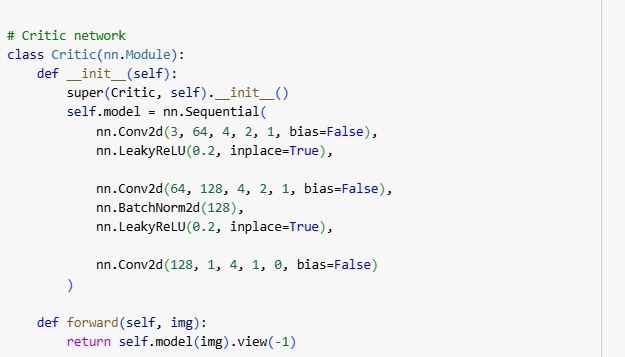 # Critic network
class Critic(nn.Module):
    def __init__(self):
        super(Critic, self).__init__()
        self.model = nn.Sequential(
            nn.Conv2d(3, 64, 4, 2, 1, bias=False),
            nn.LeakyReLU(0.2, inplace=True),

            nn.Conv2d(64, 128, 4, 2, 1, bias=False),
            nn.BatchNorm2d(128),
            nn.LeakyReLU(0.2, inplace=True),

            nn.Conv2d(128, 1, 4, 1, 0, bias=False)
        )

    def forward(self, img):
        return self.model(img).view(-1)